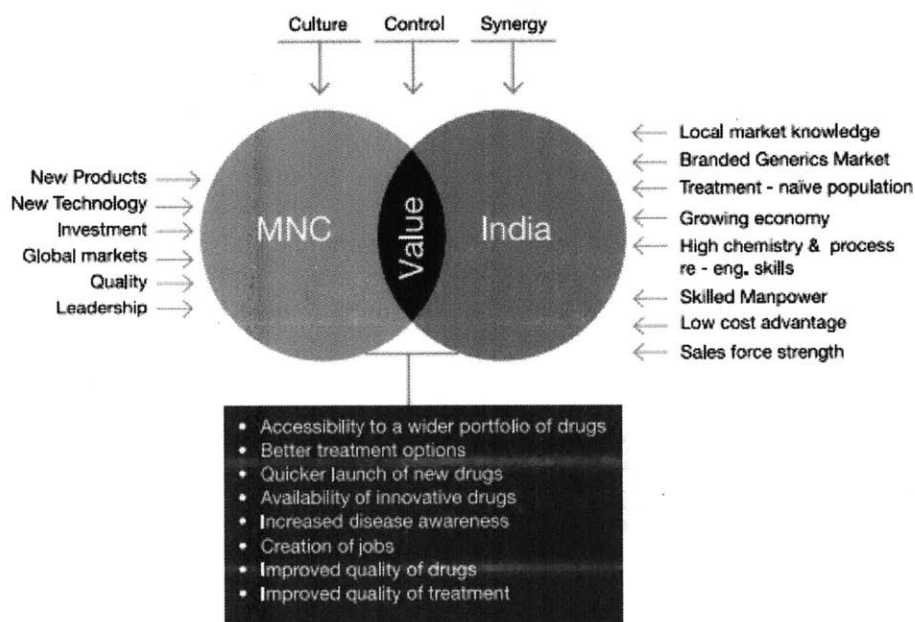 Culture
Control
Synergy
New Products
New Technology
Investment
Global markets
Quality
Leadership
MNC
Value
India
Local market knowledge
Branded Generics Market
Treatment - naïve population
Growing economy
High chemistry & process
re - eng. skills
Skilled Manpower
Low cost advantage
Sales force strength
• Accessibility to a wider portfolio of drugs
• Better treatment options
• Quicker launch of new drugs
• Availability of innovative drugs
• Increased disease awareness
• Creation of jobs
• Improved quality of drugs
• Improved quality of treatment